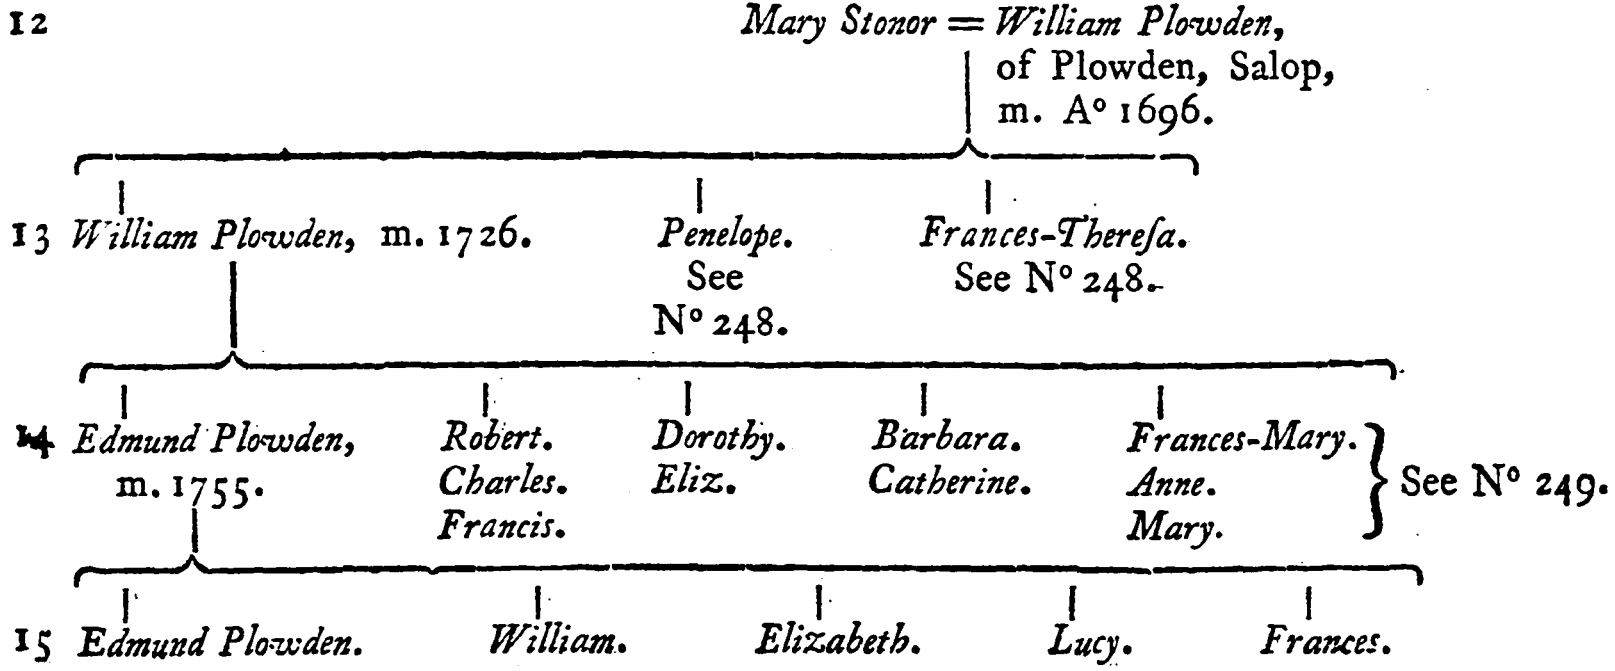 12 Mary Stonor = William Plowden,
of Plowden, Salop,
m. Aº 1696.
13 William Plowden, m. 1726. Penelope. Frances-Thereſa.
See See Nº 248.
Nº 248.
14 Edmund Plowden, Robert. Dorothy. Barbara. Frances-Mary.
m. 1755. Charles. Eliz. Catherine. Anne. See Nº 249.
Francis. Mary.
15 Edmund Plowden. William. Elizabeth. Lucy. Frances.